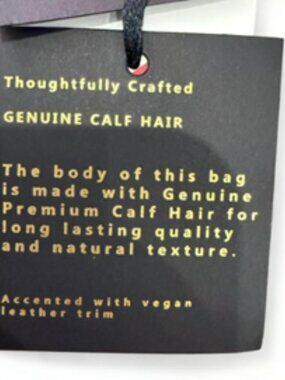 Thoughtfully Crafted
GENUINE CALF HAIR
The body of this bag
is made with Genuine
Premium Calf Hair for
long lasting quality
and natural texture.
Accented with vegan
leather trim